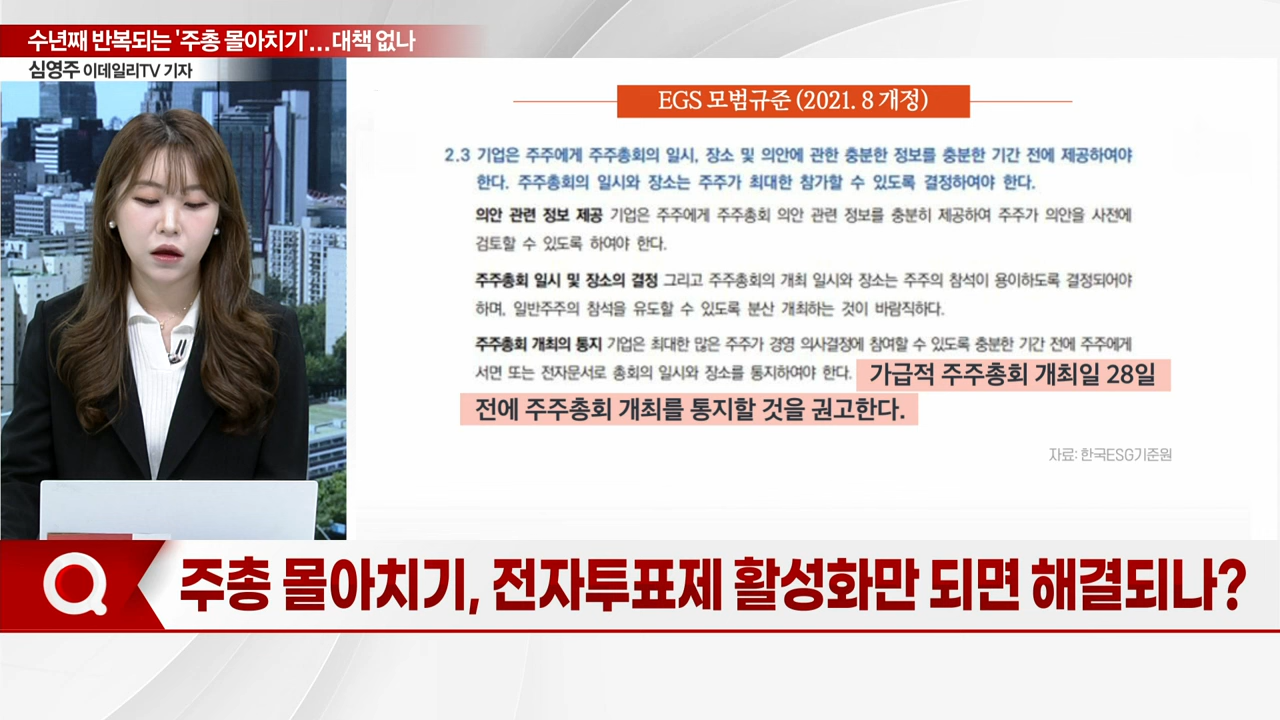 수년째 반복되는 '주총 몰아치기'... 대책 없나
심영주 이데일리TV 기자
EGS 모범규준 (2021. 8 개정)
2.3 기업은 주주에게 주주총회의 일시, 장소 및 의안에 관한 충분한 정보를 충분한 기간 전에 제공하여야
한다. 주주총회의 일시와 장소는 주주가 최대한 참가할 수 있도록 결정하여야 한다.
의안 관련 정보 제공 기업은 주주에게 주주총회 의안 관련 정보를 충분히 제공하여 주주가 의안을 사전에
검토할 수 있도록 하여야 한다.
주주총회 일시 및 장소의 결정 그리고 주주총회의 개최 일시와 장소는 주주의 참석이 용이하도록 결정되어야
하며, 일반주주의 참석을 유도할 수 있도록 분산 개최하는 것이 바람직하다.
주주총회 개최의 통지 기업은 최대한 많은 주주가 경영 의사결정에 참여할 수 있도록 충분한 기간 전에 주주에게
서면 또는 전자문서로 총회의 일시와 장소를 통지하여야 한다. 가급적 주주총회 개최일 28일
전에 주주총회 개최를 통지할 것을 권고한다.
자료: 한국ESG기준원
Q 주총 몰아치기, 전자투표제 활성화만 되면 해결되나?